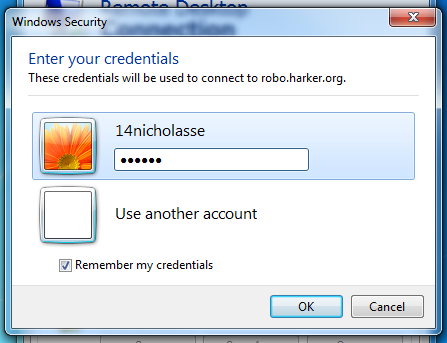 Remote Desktop
Connection
Windows Security
Enter your credentials
These credentials will be used to connect to robo.harker.org.
14nicholasse
••••••
Use another account
Remember my credentials
OK
Cancel